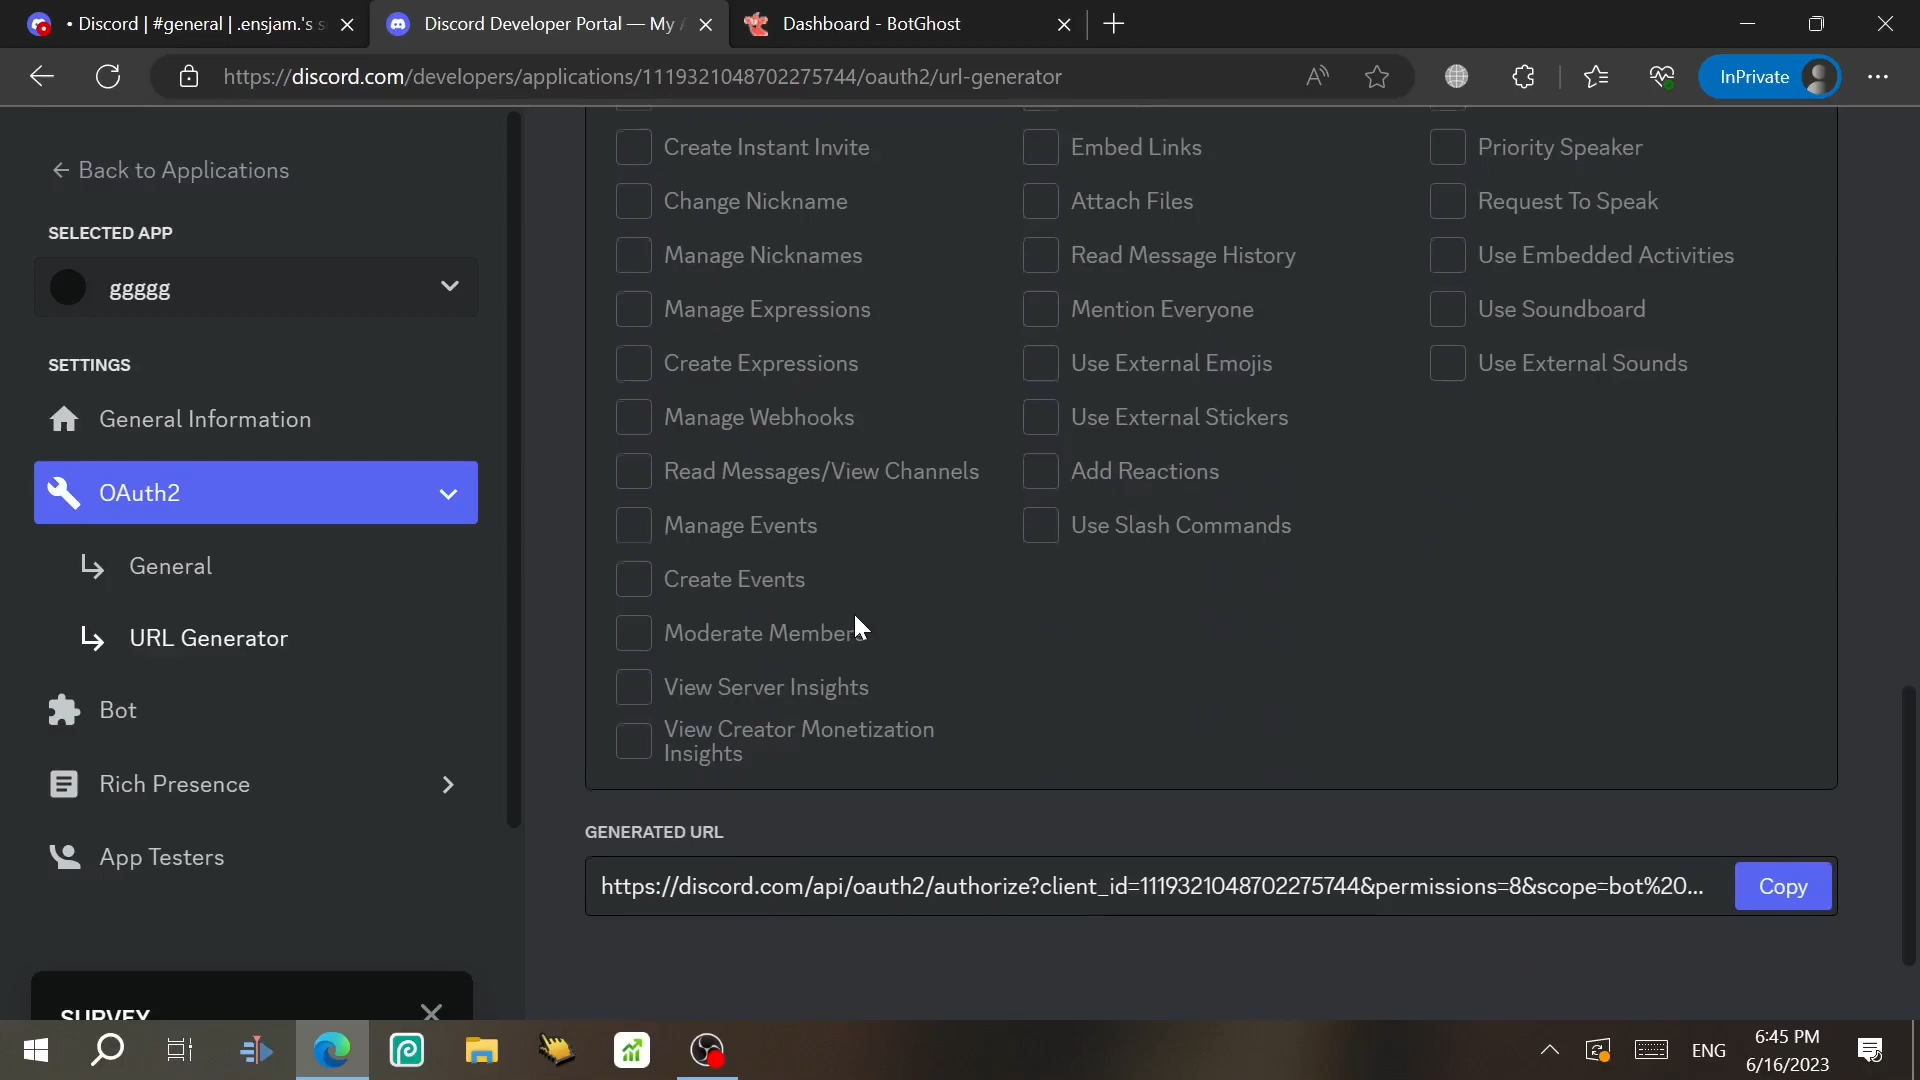 • Discord | #general | .ensjam.'s s
Discord Developer Portal — My A
Dashboard - BotGhost
https://discord.com/developers/applications/1119321048702275744/oauth2/url-generator
InPrivate
← Back to Applications
SELECTED APP
ggggg
SETTINGS
General Information
OAuth2
General
URL Generator
Bot
Rich Presence
App Testers
SURVEY
Create Instant Invite
Change Nickname
Manage Nicknames
Manage Expressions
Create Expressions
Manage Webhooks
Read Messages/View Channels
Manage Events
Create Events
Moderate Members
View Server Insights
View Creator Monetization
Insights
Embed Links
Attach Files
Read Message History
Mention Everyone
Use External Emojis
Use External Stickers
Add Reactions
Use Slash Commands
Priority Speaker
Request To Speak
Use Embedded Activities
Use Soundboard
Use External Sounds
GENERATED URL
https://discord.com/api/oauth2/authorize?client_id=1119321048702275744&permissions=8&scope=bot%20...
Copy
ENG
6:45 PM
6/16/2023